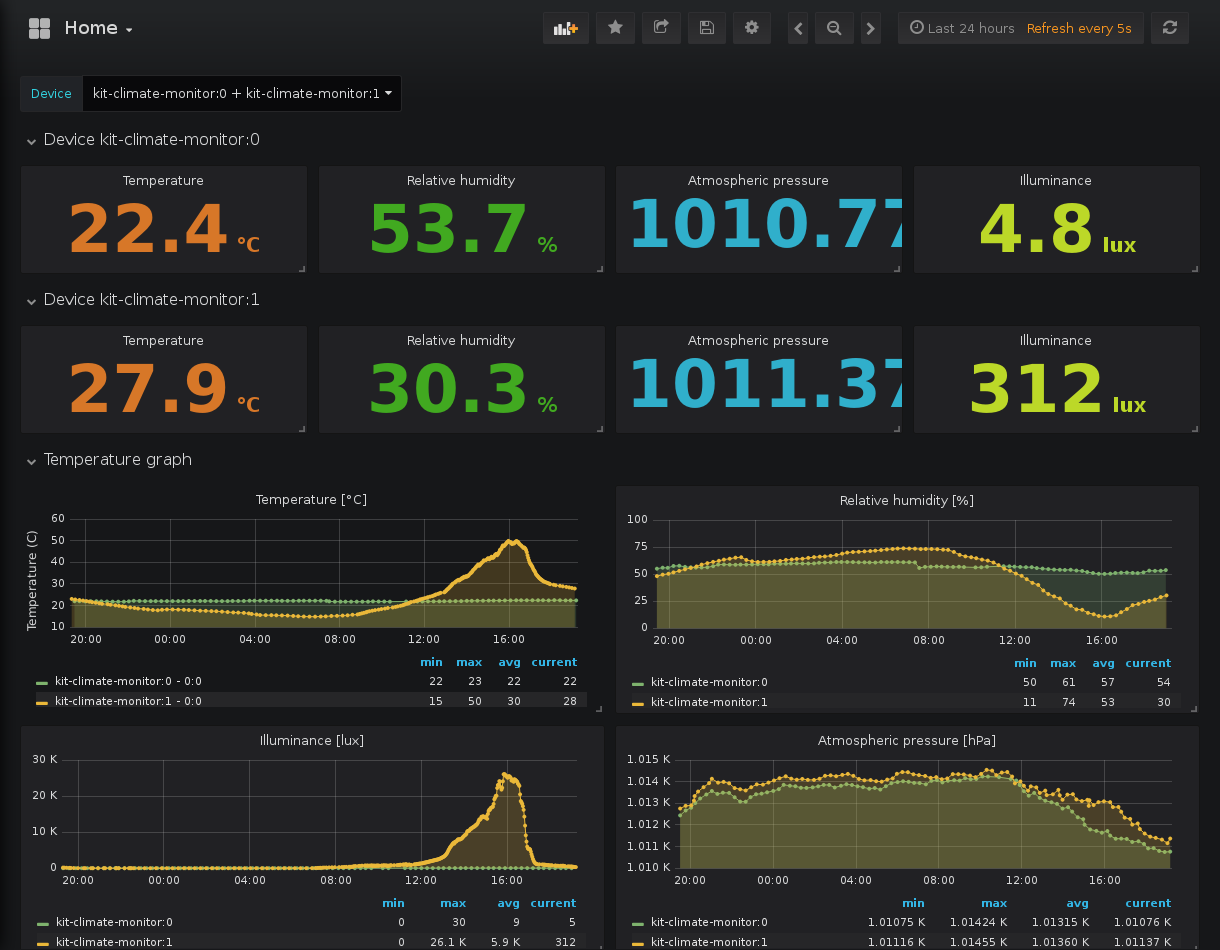 Home
Last 24 hours Refresh every 5s
Device kit-climate-monitor:0 + kit-climate-monitor:1
Device kit-climate-monitor:0
Temperature Relative humidity Atmospheric pressure Illuminance
22.4 °C 53.7 % 1010.77 4.8 lux
Device kit-climate-monitor:1
Temperature Relative humidity Atmospheric pressure Illuminance
27.9 °C 30.3 % 1011.37 312 lux
Temperature graph
Temperature [°C]
Temperature (C)
60
50
40
30
20
10
20:00 00:00 04:00 08:00 12:00 16:00
min max avg current
kit-climate-monitor:0 - 0:0 22 23 22 22
kit-climate-monitor:1 - 0:0 15 50 30 28
Relative humidity [%]
100
75
50
25
0
20:00 00:00 04:00 08:00 12:00 16:00
min max avg current
kit-climate-monitor:0 50 61 57 54
kit-climate-monitor:1 11 74 53 30
Illuminance [lux]
30 K
20 K
10 K
0
20:00 00:00 04:00 08:00 12:00 16:00
min max avg current
kit-climate-monitor:0 0 30 9 5
kit-climate-monitor:1 0 26.1 K 5.9 K 312
Atmospheric pressure [hPa]
1.015 K
1.014 K
1.013 K
1.012 K
1.011 K
1.010 K
20:00 00:00 04:00 08:00 12:00 16:00
min max avg current
kit-climate-monitor:0 1.01075 K 1.01424 K 1.01315 K 1.01076 K
kit-climate-monitor:1 1.01116 K 1.01455 K 1.01360 K 1.01137 K